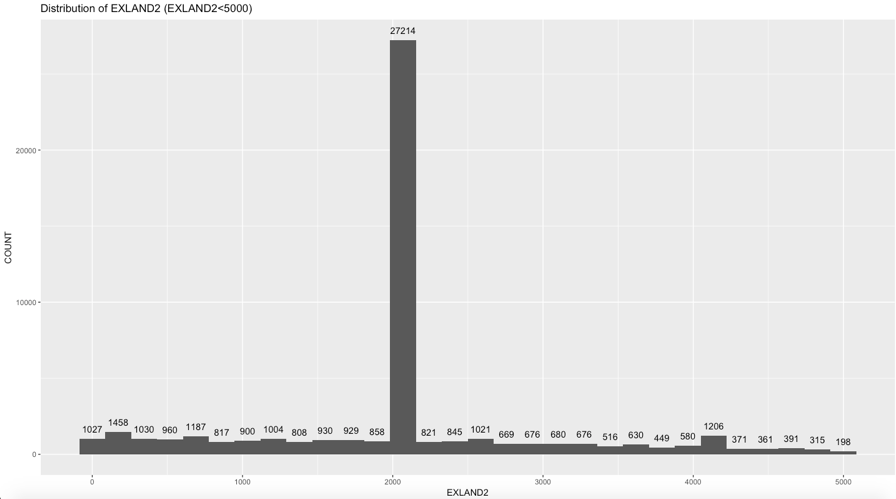 Distribution of EXLAND2 (EXLAND2<5000)
27214
20000
COUNT
10000
1027 1458 1030 960 1187 817 900 1004 808 930 929 858 821 845 1021 669 676 680 676 516 630 449 580 1206 371 361 391 315 198
0
0 1000 2000 3000 4000 5000
EXLAND2